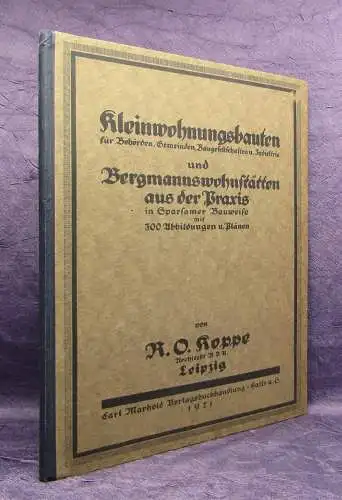 Kleinwohnungsbauten
für Behörden, Gemeinden, Baugesellschaften u. Industrie
und
Bergmannswohnstätten
aus der Praxis
in Sparsamer Bauweise
mit
300 Abbildungen u. Plänen
von
R. O. Koppe
Architekt B.D.A.
Leipzig
Carl Marhold Verlagsbuchhandlung - Halle a. S.
1921